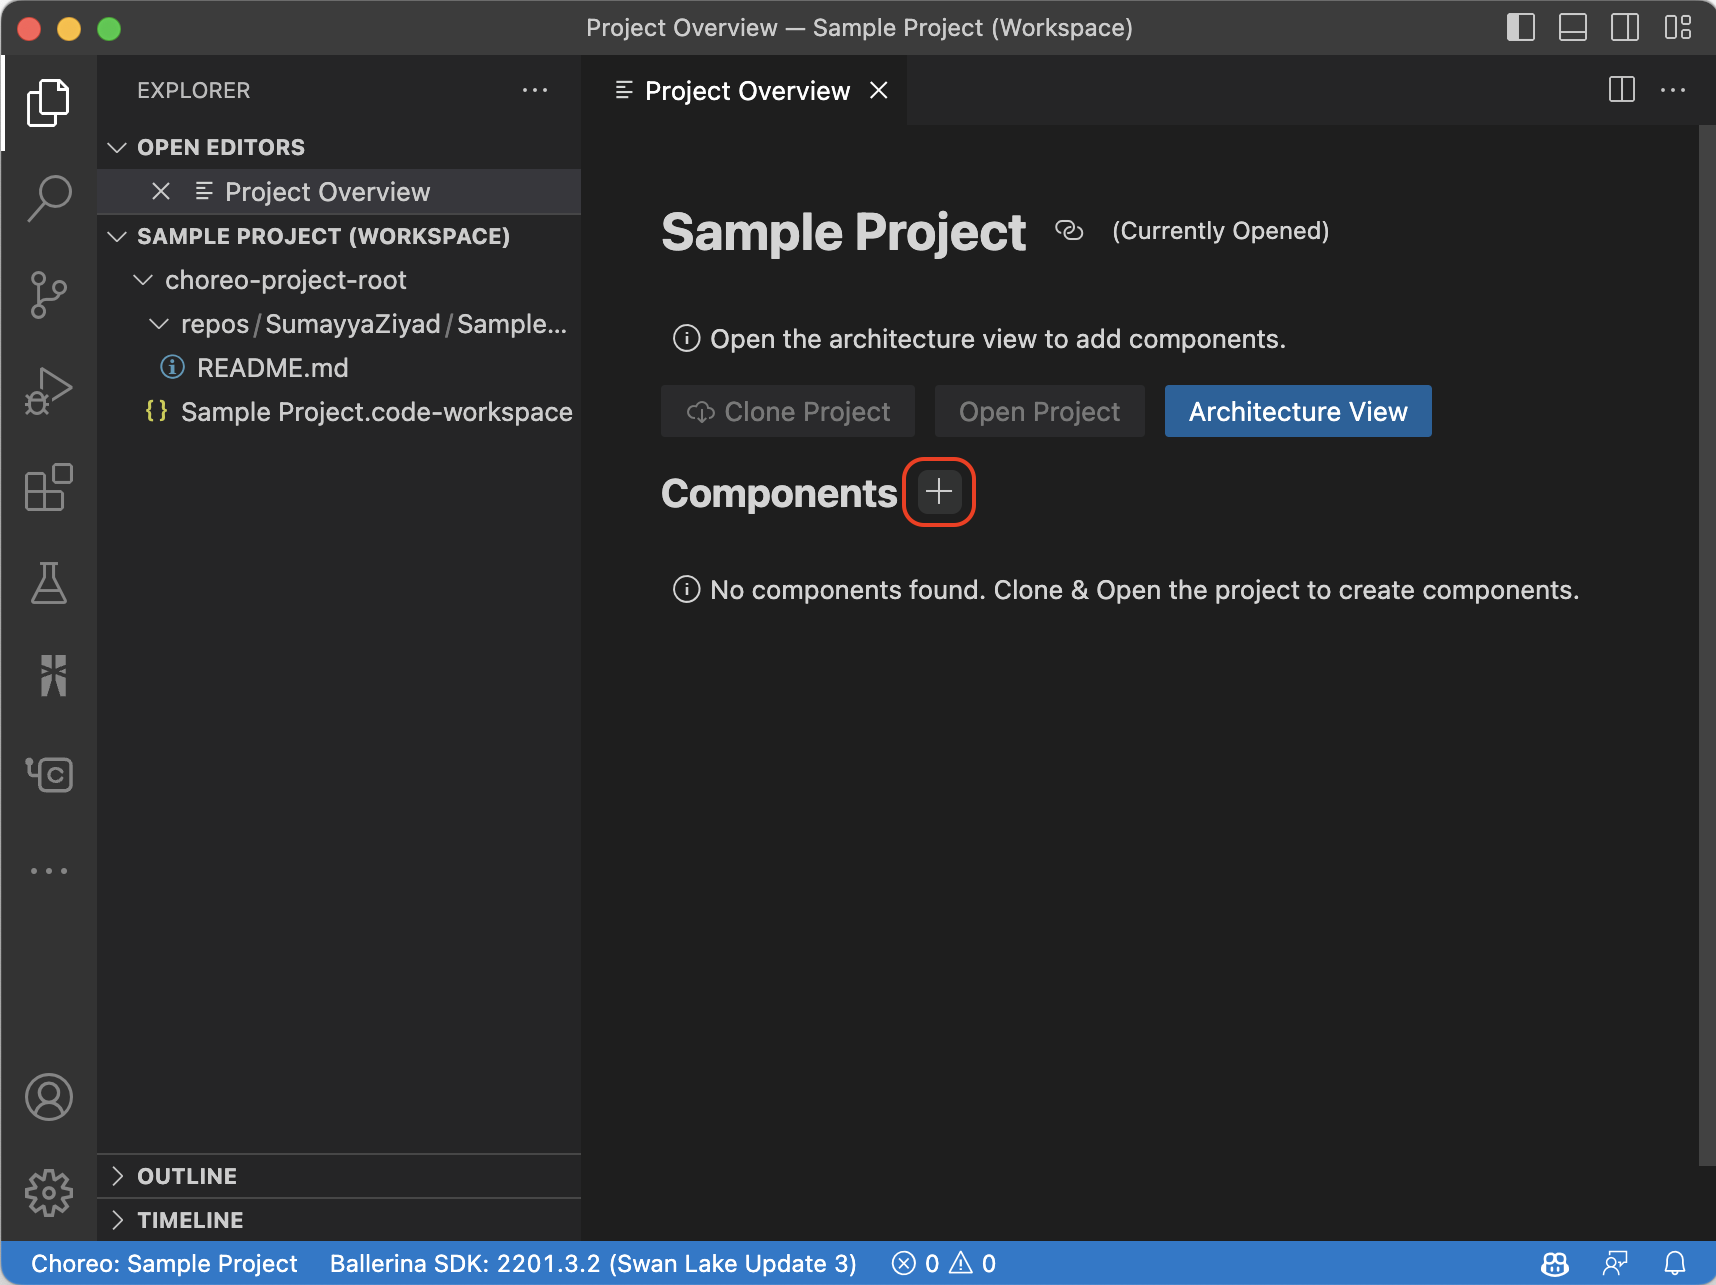 Project Overview — Sample Project (Workspace)
EXPLORER
OPEN EDITORS
Project Overview
SAMPLE PROJECT (WORKSPACE)
choreo-project-root
repos/SumayyaZiyad/Sample...
README.md
{} Sample Project.code-workspace
OUTLINE
TIMELINE
Project Overview
Sample Project (Currently Opened)
Open the architecture view to add components.
Clone Project Open Project Architecture View
Components
No components found. Clone & Open the project to create components.
Choreo: Sample Project Ballerina SDK: 2201.3.2 (Swan Lake Update 3) 0 0